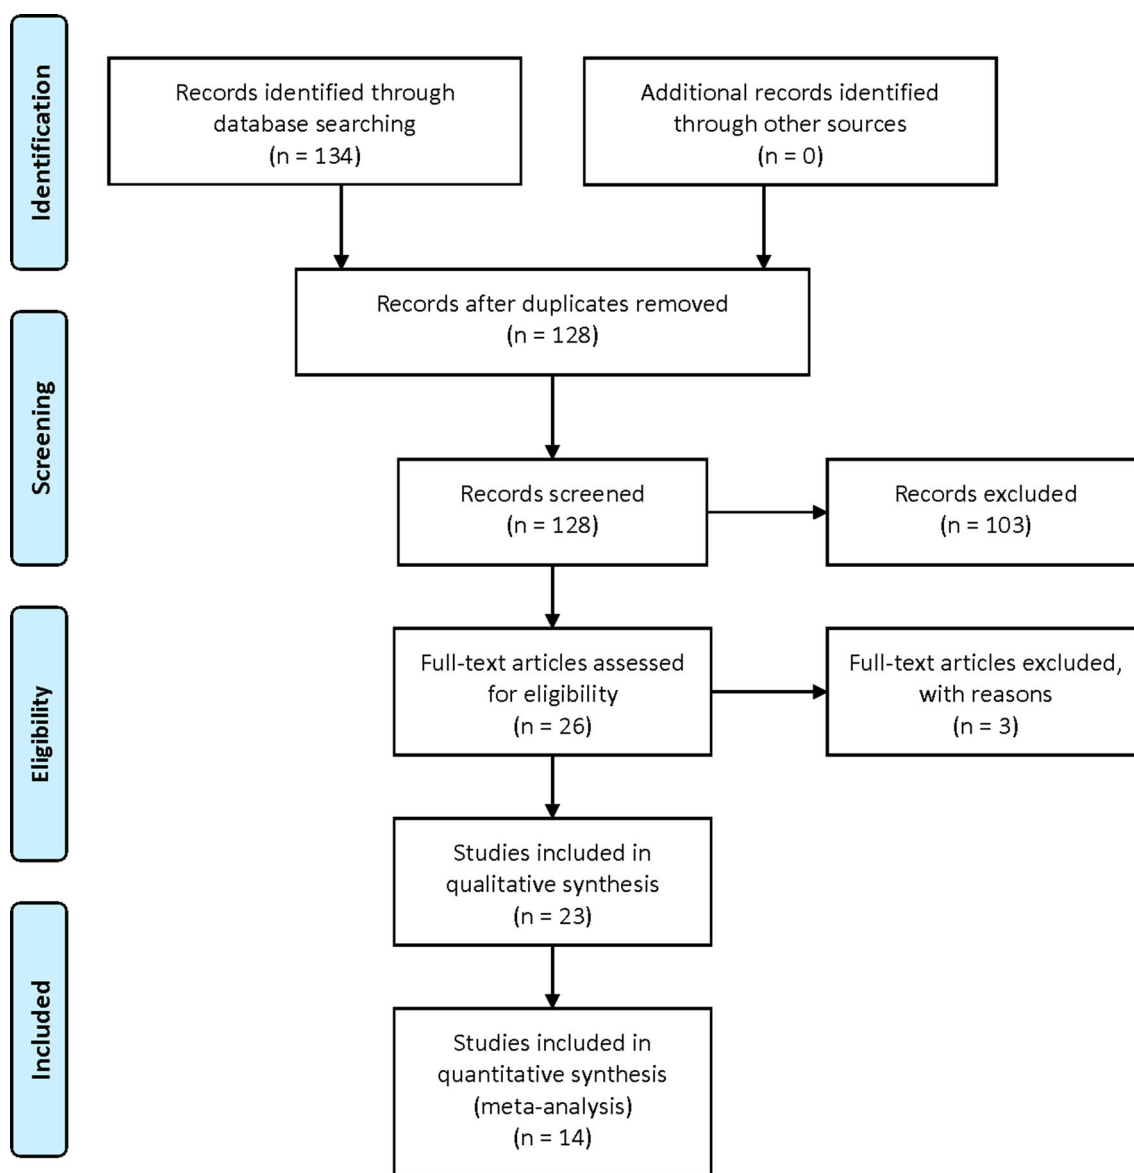 Identification
Records identified through
database searching
(n = 134)
Additional records identified
through other sources
(n = 0)
Records after duplicates removed
(n = 128)
Screening
Records screened
(n = 128)
Records excluded
(n = 103)
Eligibility
Full-text articles assessed
for eligibility
(n = 26)
Full-text articles excluded,
with reasons
(n = 3)
Studies included in
qualitative synthesis
(n = 23)
Included
Studies included in
quantitative synthesis
(meta-analysis)
(n = 14)